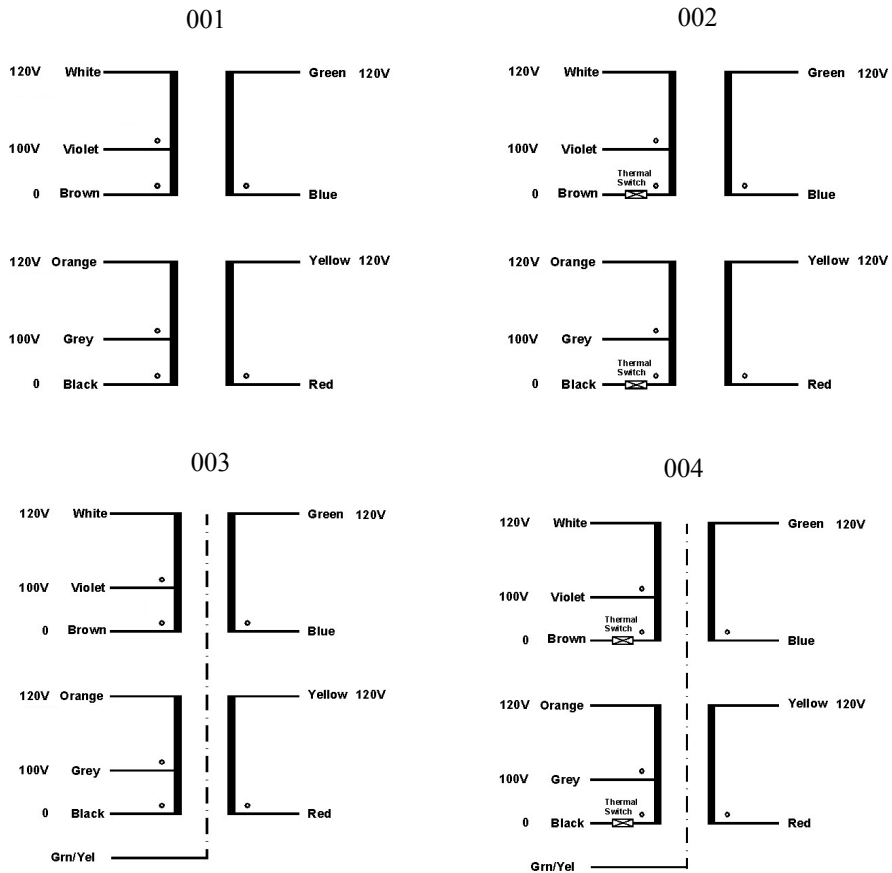 001
120V White Green 120V
100V Violet
0 Brown Blue
120V Orange Yellow 120V
100V Grey
0 Black Red
002
120V White Green 120V
100V Violet
Thermal
Switch
0 Brown Blue
120V Orange Yellow 120V
100V Grey
Thermal
Switch
0 Black Red
003
120V White Green 120V
100V Violet
0 Brown Blue
120V Orange Yellow 120V
100V Grey
0 Black Red
Grn/Yel
004
120V White Green 120V
100V Violet
Thermal
Switch
0 Brown Blue
120V Orange Yellow 120V
100V Grey
Thermal
Switch
0 Black Red
Grn/Yel